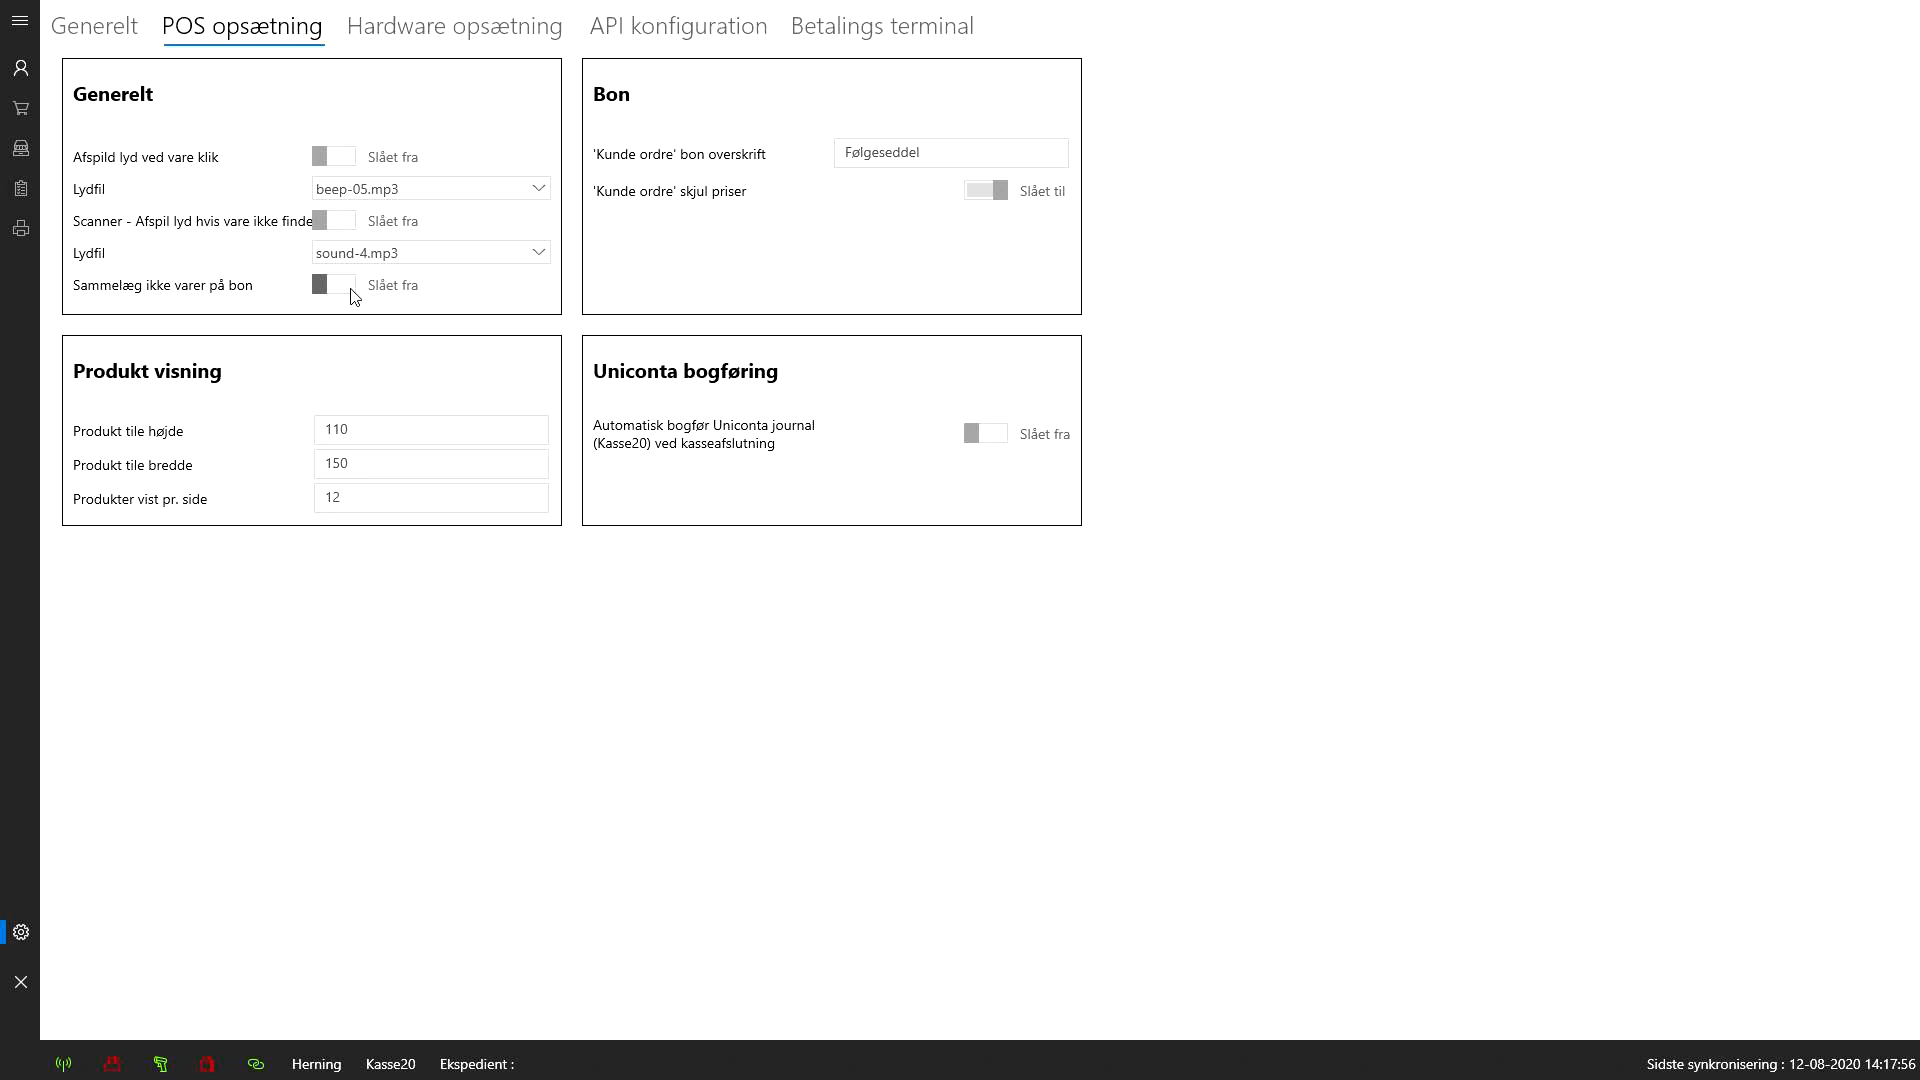 Generelt POS opsætning Hardware opsætning API konfiguration Betalings terminal
Generelt
Afspild lyd ved vare klik Slået fra
Lydfil beep-05.mp3
Scanner - Afspil lyd hvis vare ikke finde Slået fra
Lydfil sound-4.mp3
Sammelæg ikke varer på bon Slået fra
Bon
'Kunde ordre' bon overskrift Følgeseddel
'Kunde ordre' skjul priser Slået til
Produkt visning
Produkt tile højde 110
Produkt tile bredde 150
Produkter vist pr. side 12
Uniconta bogføring
Automatisk bogfør Uniconta journal
(Kasse20) ved kasseafslutning Slået fra
Herning Kasse20 Ekspedient : Sidste synkronisering : 12-08-2020 14:17:56